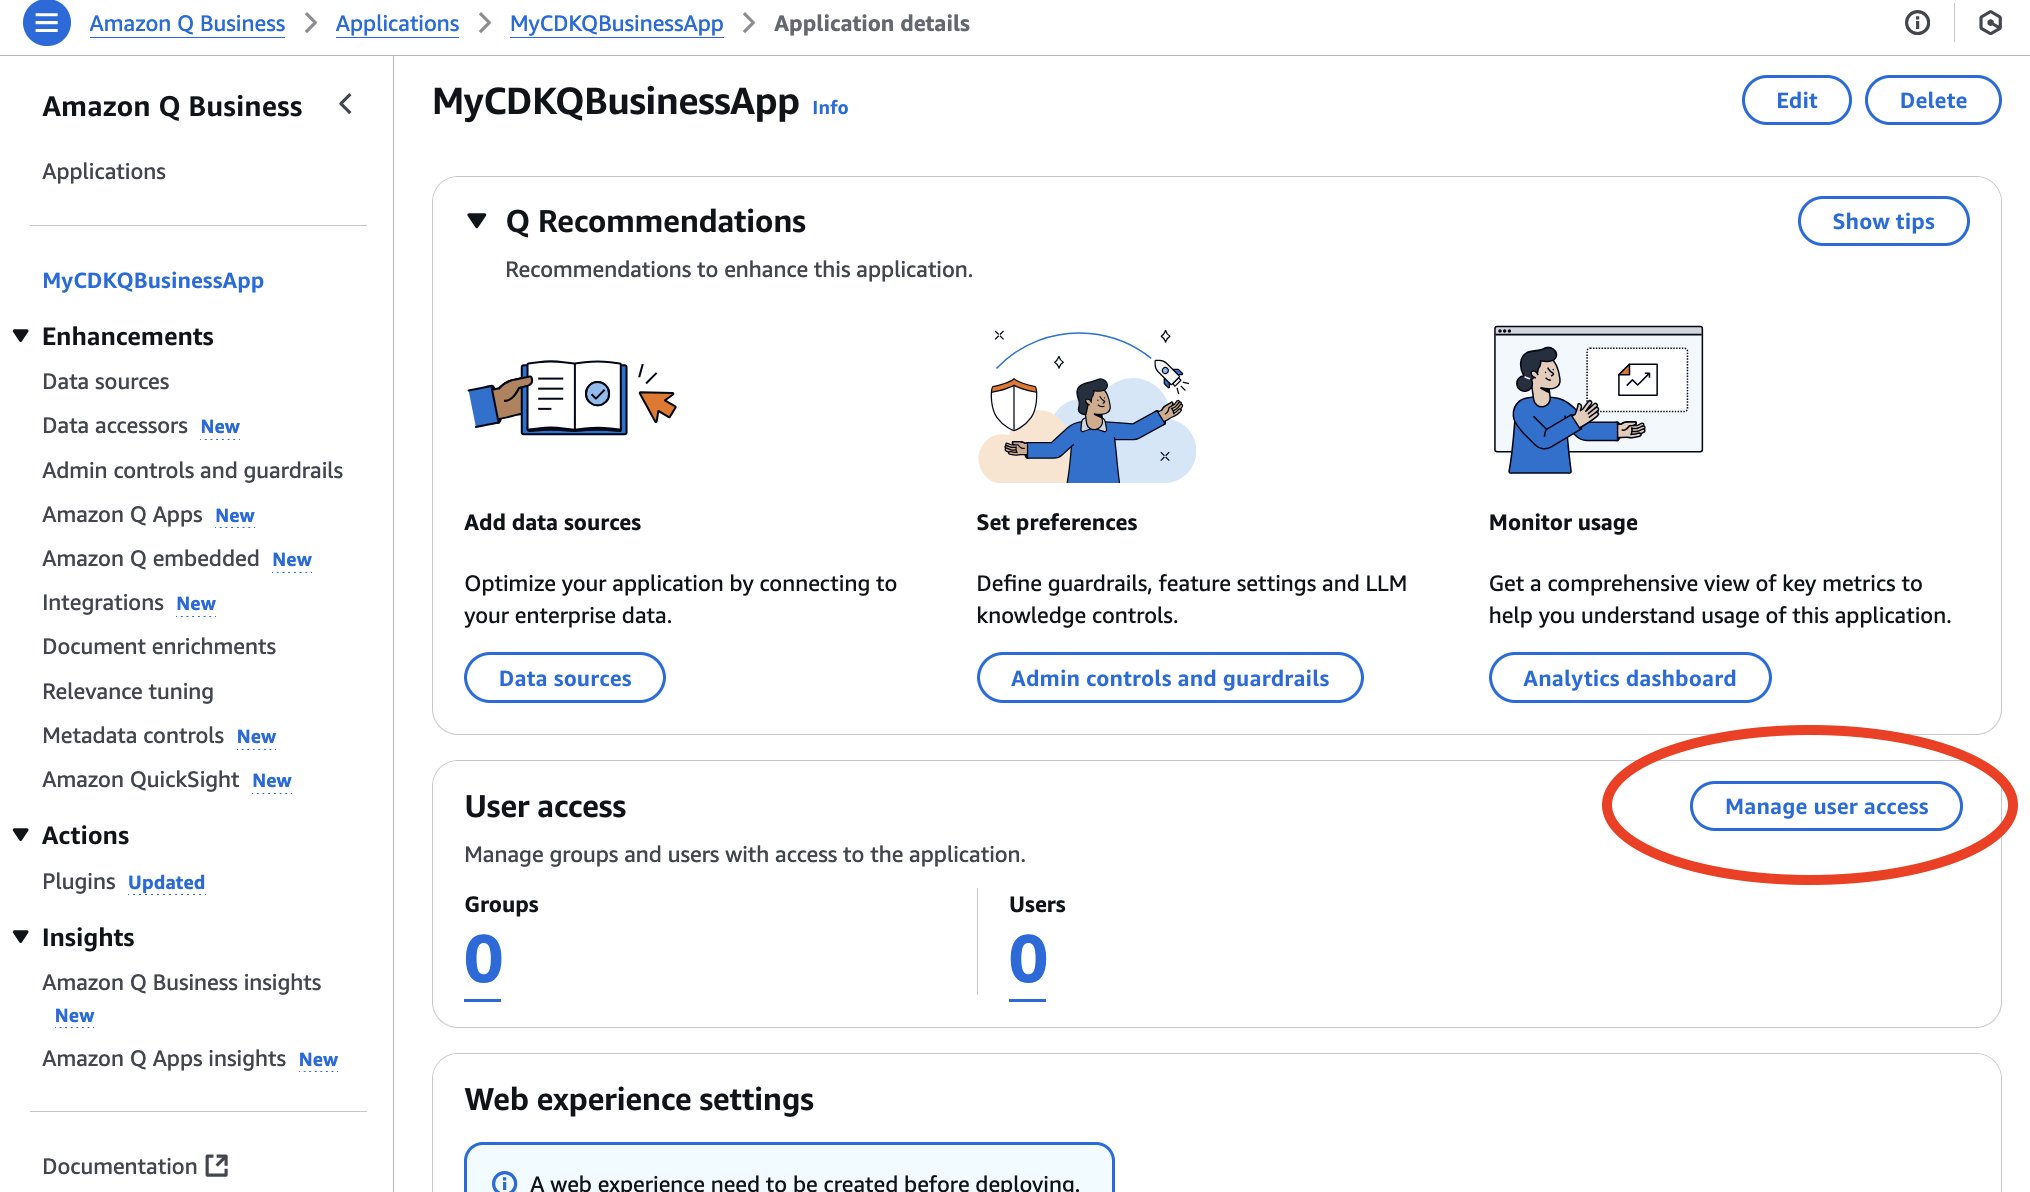 Amazon Q Business > Applications > MyCDKQBusinessApp > Application details
Amazon Q Business
Applications
MyCDKQBusinessApp
Enhancements
Data sources
Data accessors New
Admin controls and guardrails
Amazon Q Apps New
Amazon Q embedded New
Integrations New
Document enrichments
Relevance tuning
Metadata controls New
Amazon QuickSight New
Actions
Plugins Updated
Insights
Amazon Q Business insights
New
Amazon Q Apps insights New
Documentation
MyCDKQBusinessApp Info
Edit
Delete
Q Recommendations
Show tips
Recommendations to enhance this application.
Add data sources
Optimize your application by connecting to
your enterprise data.
Data sources
Set preferences
Define guardrails, feature settings and LLM
knowledge controls.
Admin controls and guardrails
Monitor usage
Get a comprehensive view of key metrics to
help you understand usage of this application.
Analytics dashboard
User access
Manage user access
Manage groups and users with access to the application.
Groups
0
Users
0
Web experience settings
A web experience need to be created before deploying.